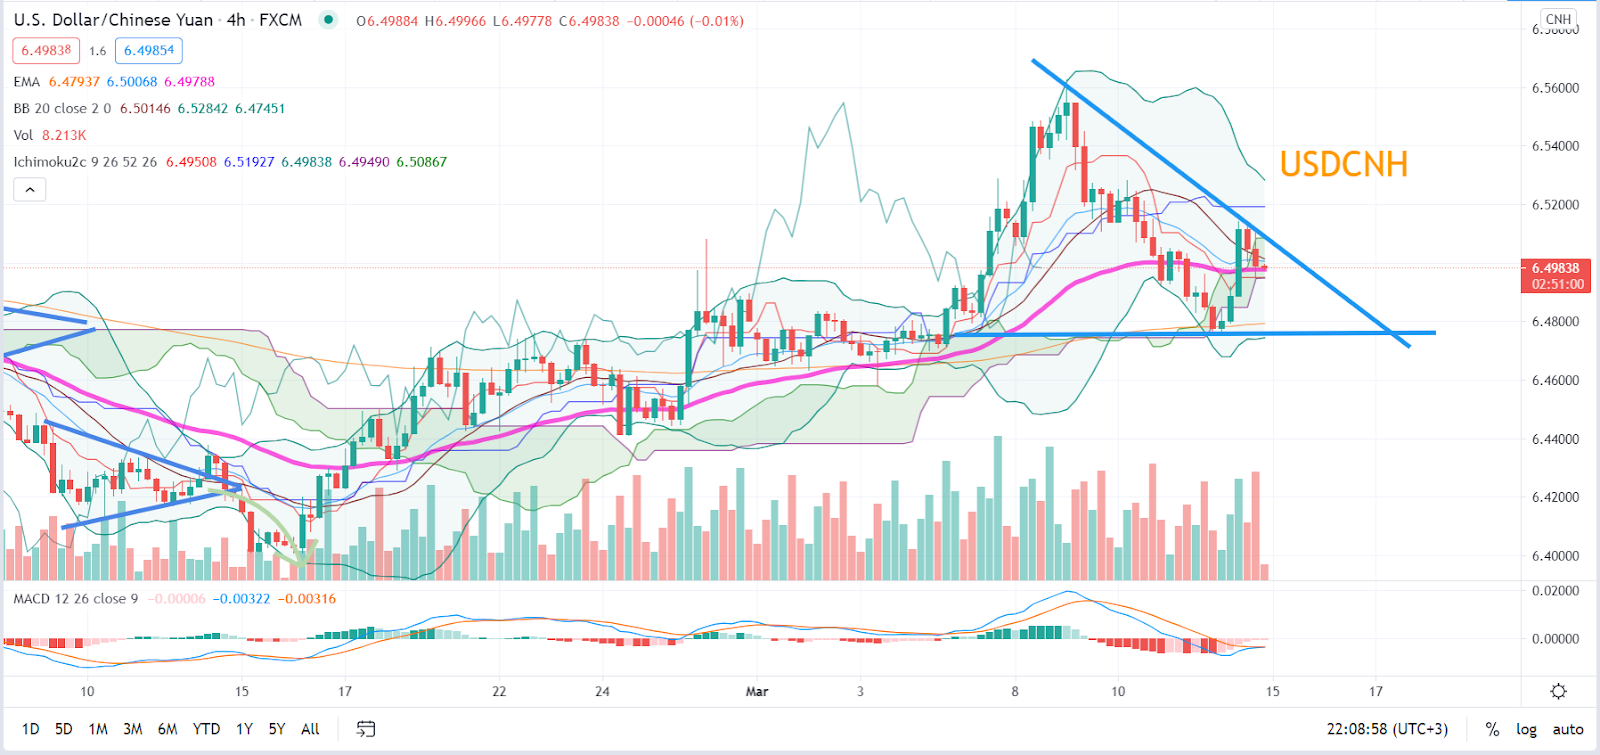 U.S. Dollar/Chinese Yuan · 4h · FXCM O6.49884 H6.49966 L6.49778 C6.49838 −0.00046 (−0.01%)
6.49838 1.6 6.49854
EMA 6.47937 6.50068 6.49788
BB 20 close 2 0 6.50146 6.52842 6.47451
Vol 8.213K
Ichimoku2c 9 26 52 26 6.49508 6.51927 6.49838 6.49490 6.50867
USDCNH
CNH
6.58000
6.56000
6.54000
6.52000
6.49838
02:51:00
6.48000
6.46000
6.44000
6.42000
6.40000
MACD 12 26 close 9 −0.00006 −0.00322 −0.00316
0.02000
0.00000
10 15 17 22 24 Mar 3 8 10 15 17
1D 5D 1M 3M 6M YTD 1Y 5Y All 22:08:58 (UTC+3) % log auto